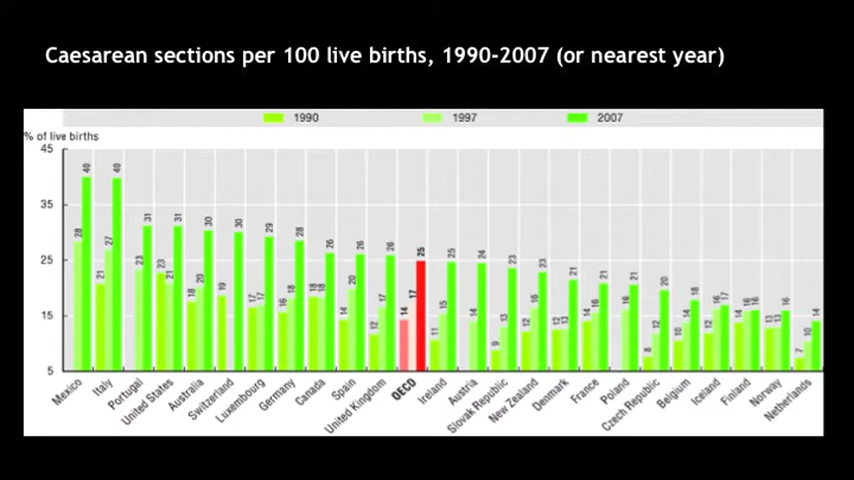 Caesarean sections per 100 live births, 1990-2007 (or nearest year)
1990 1997 2007
% of live births
45
35
25
15
5
28 40
21 27 40
23 31
23 21 31
18 20 30
19 30
17 17 29
16 18 28
18 18 26
14 20 26
12 17 26
14 17 25
11 15 25
14 24
9 13 23
12 16 23
12 13 21
14 16 21
16 21
8 12 20
10 14 18
12 16 17
14 16 16
13 13 16
7 10 14
Mexico
Italy
Portugal
United States
Australia
Switzerland
Luxembourg
Germany
Canada
Spain
United Kingdom
OECD
Ireland
Austria
Slovak Republic
New Zealand
Denmark
France
Poland
Czech Republic
Belgium
Iceland
Finland
Norway
Netherlands